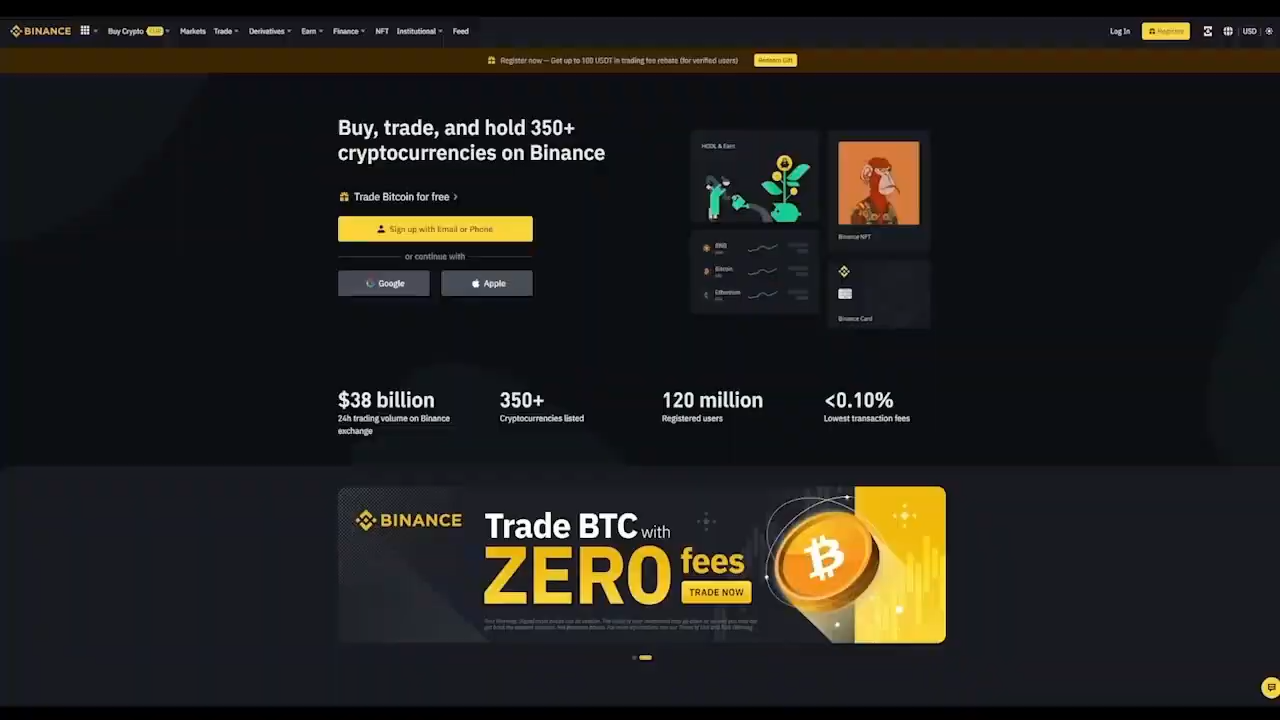 BINANCE
Buy Crypto
Markets
Trade
Derivatives
Earn
Finance
NFT
Institutional
Feed
Log In
Register
USD
Register now — Get up to 100 USDT in trading fee rebate (for verified users)
Redeem Gift
Buy, trade, and hold 350+
cryptocurrencies on Binance
Trade Bitcoin for free
Sign up with Email or Phone
or continue with
Google
Apple
HODL & Earn
BNB
Bitcoin
Ethereum
Binance NFT
Binance Card
$38 billion
24h trading volume on Binance
exchange
350+
Cryptocurrencies listed
120 million
Registered users
<0.10%
Lowest transaction fees
BINANCE
Trade BTC with
ZERO fees
TRADE NOW